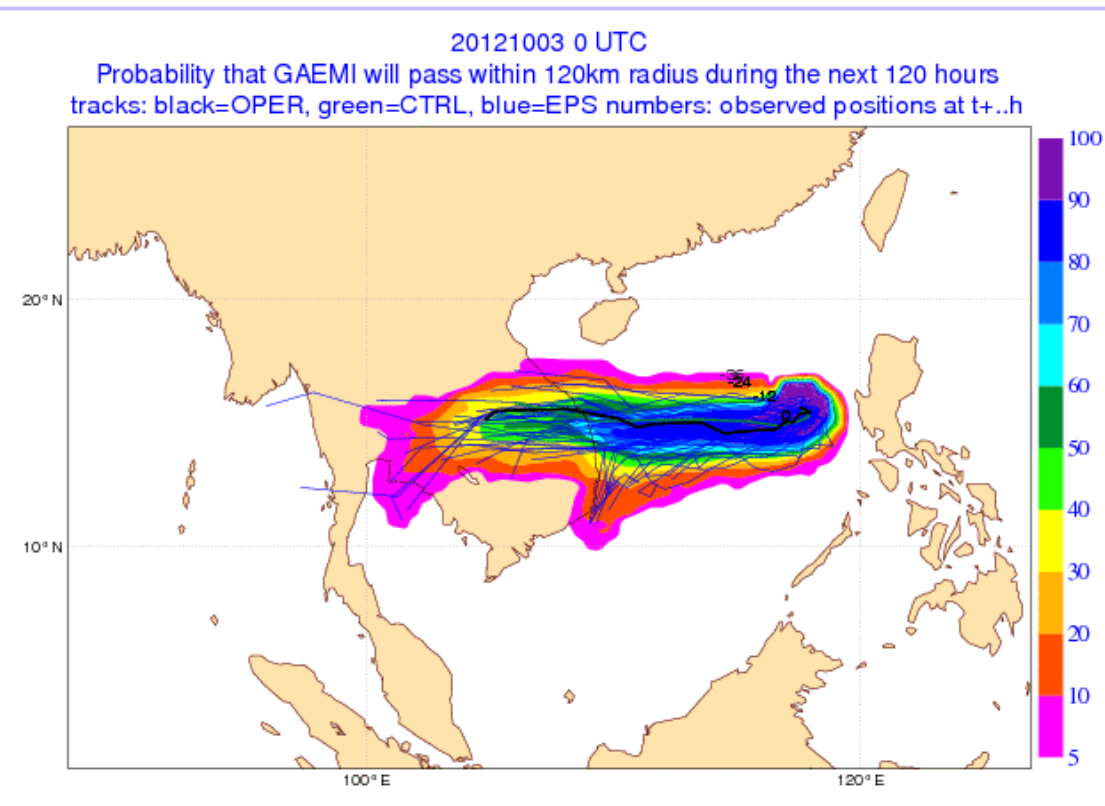 20121003 0 UTC
Probability that GAEMI will pass within 120km radius during the next 120 hours
tracks: black=OPER, green=CTRL, blue=EPS numbers: observed positions at t+..h
100
90
80
70
60
50
40
30
20
10
5
20°N
10°N
-24
-12
0
100°E
120°E